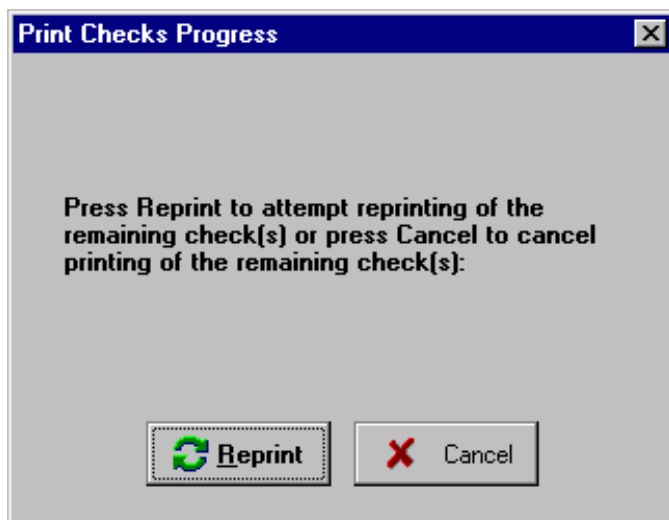 Print Checks Progress
Press Reprint to attempt reprinting of the
remaining check(s) or press Cancel to cancel
printing of the remaining check(s):
Reprint
Cancel